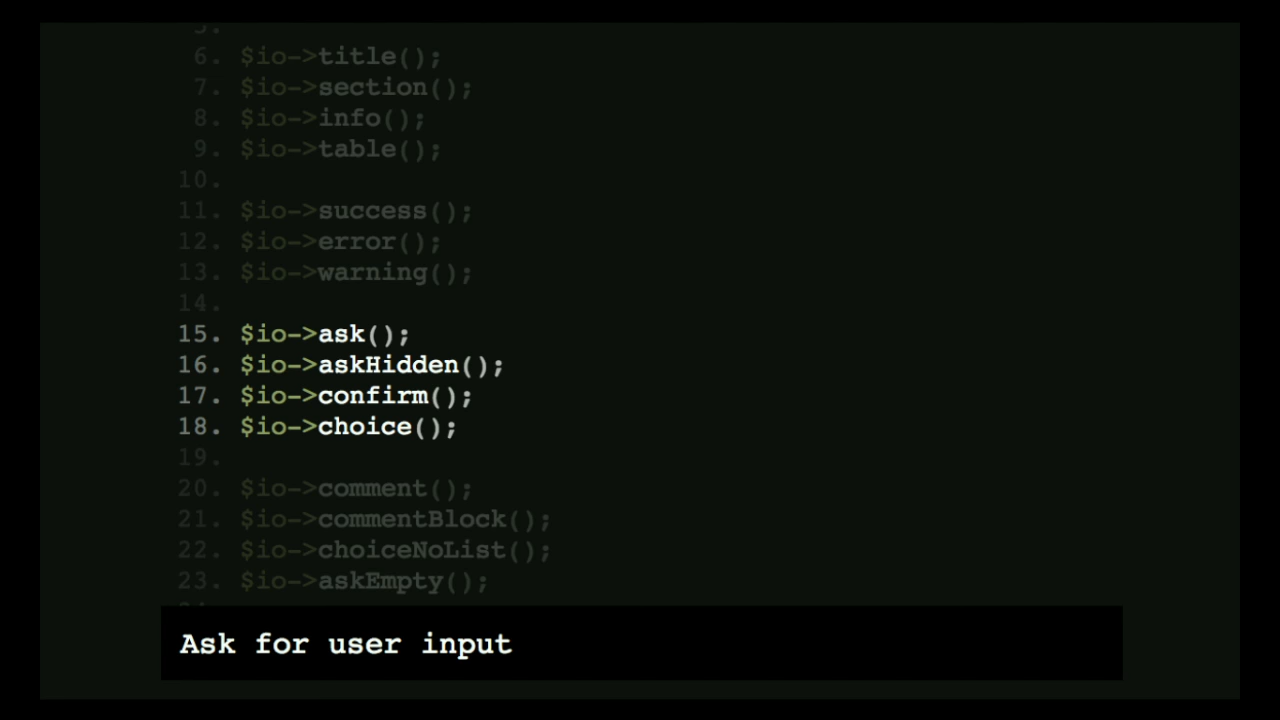 5.
6. $io->title();
7. $io->section();
8. $io->info();
9. $io->table();
10.
11. $io->success();
12. $io->error();
13. $io->warning();
14.
15. $io->ask();
16. $io->askHidden();
17. $io->confirm();
18. $io->choice();
19.
20. $io->comment();
21. $io->commentBlock();
22. $io->choiceNoList();
23. $io->askEmpty();
Ask for user input